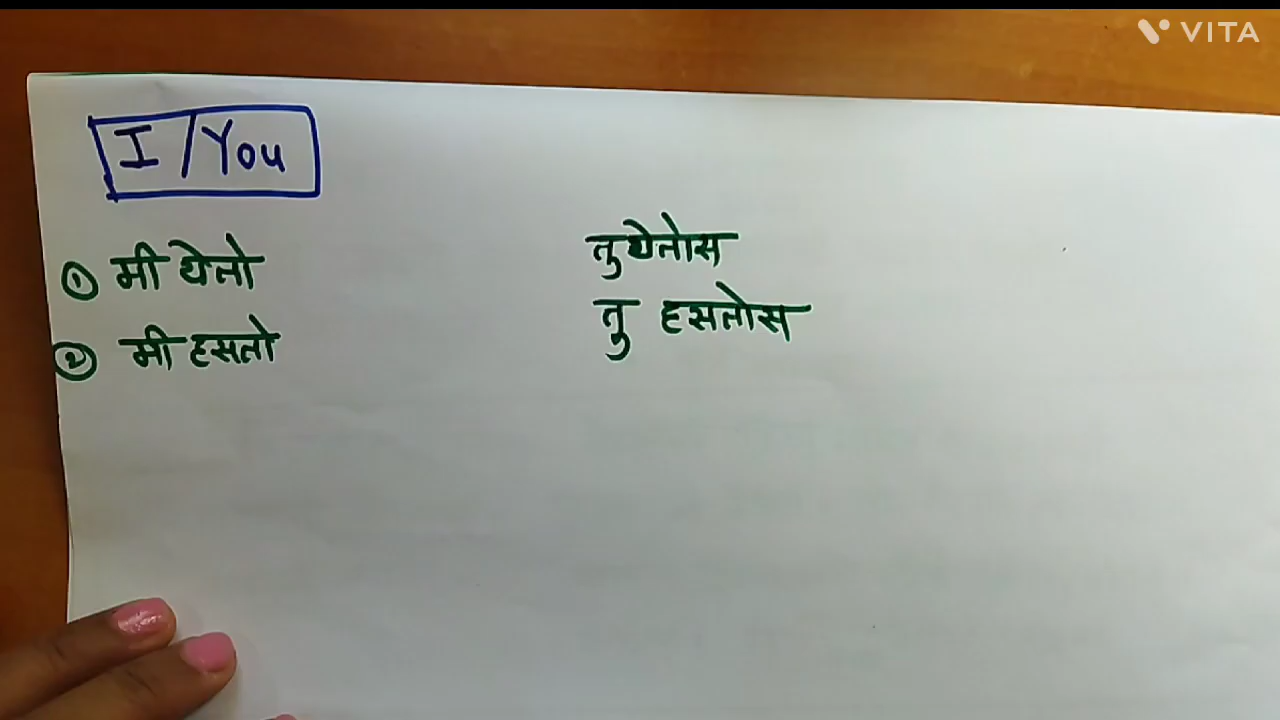 VITA
I / You
① मी येतो
तु येतोस
② मी हसतो
तु हसतोस